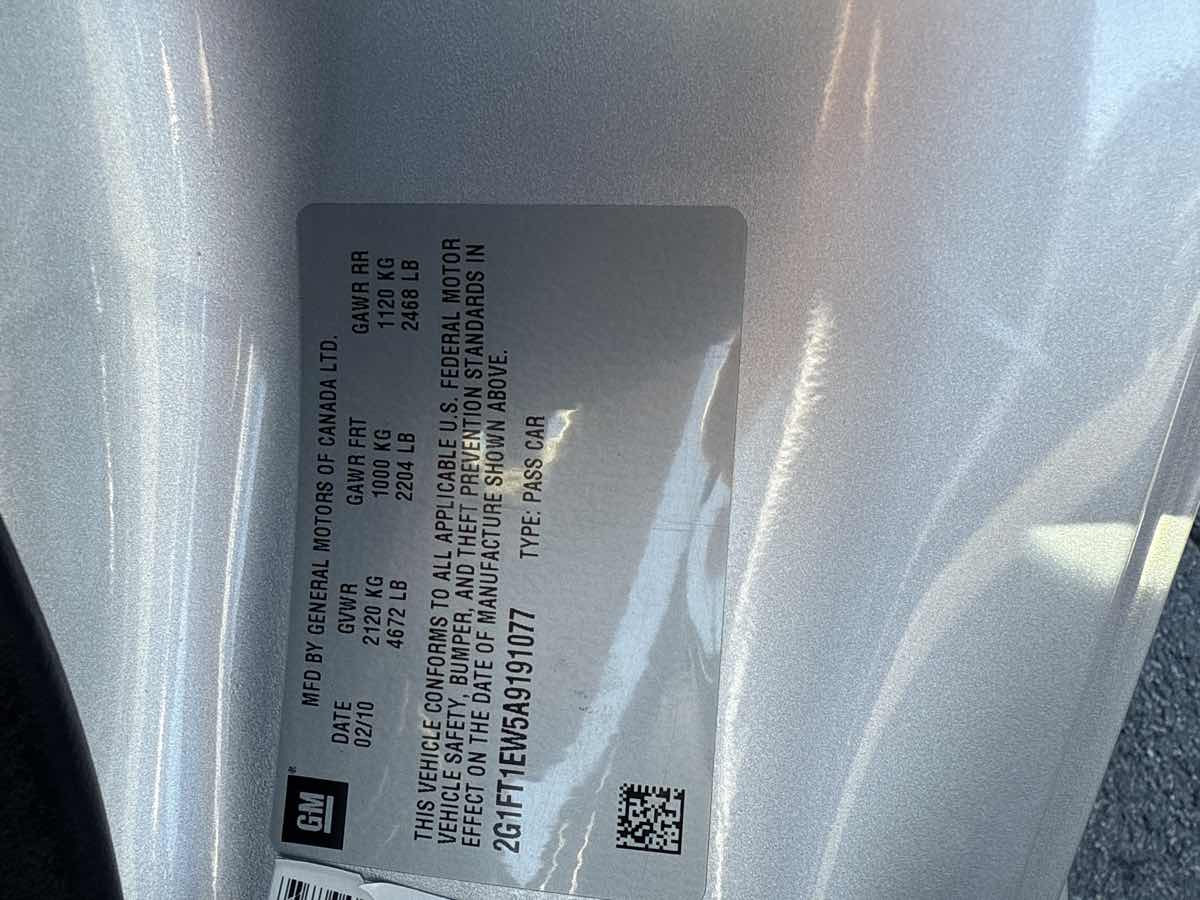 GM
MFD BY GENERAL MOTORS OF CANADA LTD.
DATE GVWR GAWR FRT GAWR RR
02/10 2120 KG 1000 KG 1120 KG
4672 LB 2204 LB 2468 LB
THIS VEHICLE CONFORMS TO ALL APPLICABLE U.S. FEDERAL MOTOR
VEHICLE SAFETY, BUMPER, AND THEFT PREVENTION STANDARDS IN
EFFECT ON THE DATE OF MANUFACTURE SHOWN ABOVE.
2G1FT1EW5A9191077 TYPE: PASS CAR